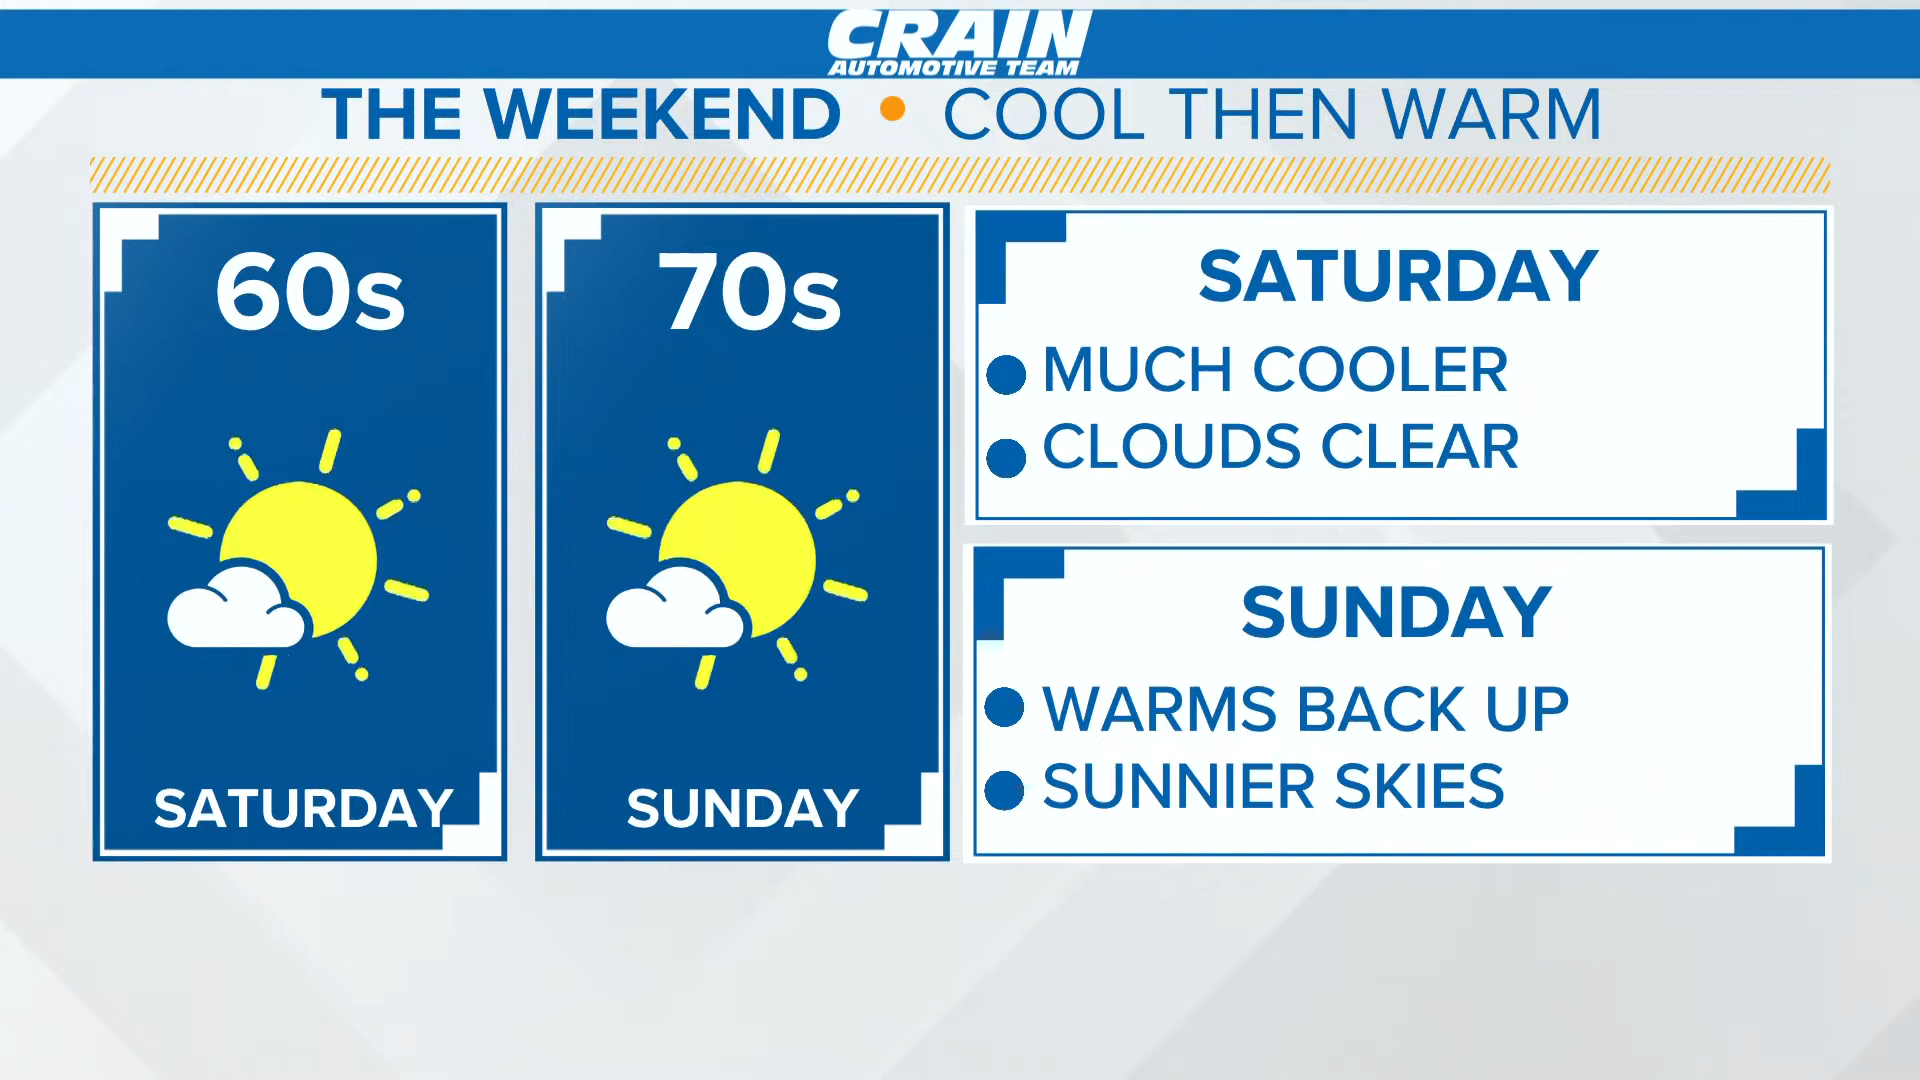 CRAIN
AUTOMOTIVE TEAM
THE WEEKEND • COOL THEN WARM
60s
SATURDAY
70s
SUNDAY
SATURDAY
● MUCH COOLER
● CLOUDS CLEAR
SUNDAY
● WARMS BACK UP
● SUNNIER SKIES